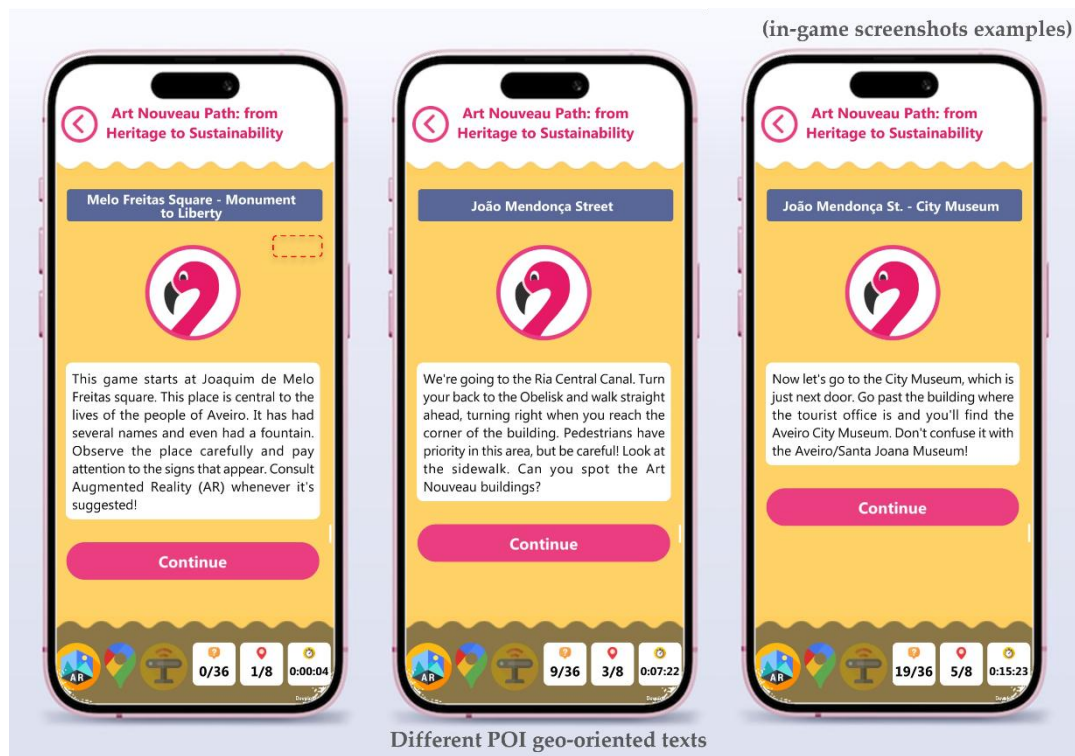 (in-game screenshots examples)
Art Nouveau Path: from
Heritage to Sustainability
Melo Freitas Square - Monument
to Liberty
This game starts at Joaquim de Melo
Freitas square. This place is central to the
lives of the people of Aveiro. It has had
several names and even had a fountain.
Observe the place carefully and pay
attention to the signs that appear. Consult
Augmented Reality (AR) whenever it's
suggested!
Continue
AR
0/36
1/8
0:00:04
Art Nouveau Path: from
Heritage to Sustainability
João Mendonça Street
We're going to the Ria Central Canal. Turn
your back to the Obelisk and walk straight
ahead, turning right when you reach the
corner of the building. Pedestrians have
priority in this area, but be careful! Look at
the sidewalk. Can you spot the Art
Nouveau buildings?
Continue
AR
9/36
3/8
0:07:22
Art Nouveau Path: from
Heritage to Sustainability
João Mendonça St. - City Museum
Now let's go to the City Museum, which is
just next door. Go past the building where
the tourist office is and you'll find the
Aveiro City Museum. Don't confuse it with
the Aveiro/Santa Joana Museum!
Continue
AR
19/36
5/8
0:15:23
Different POI geo-oriented texts